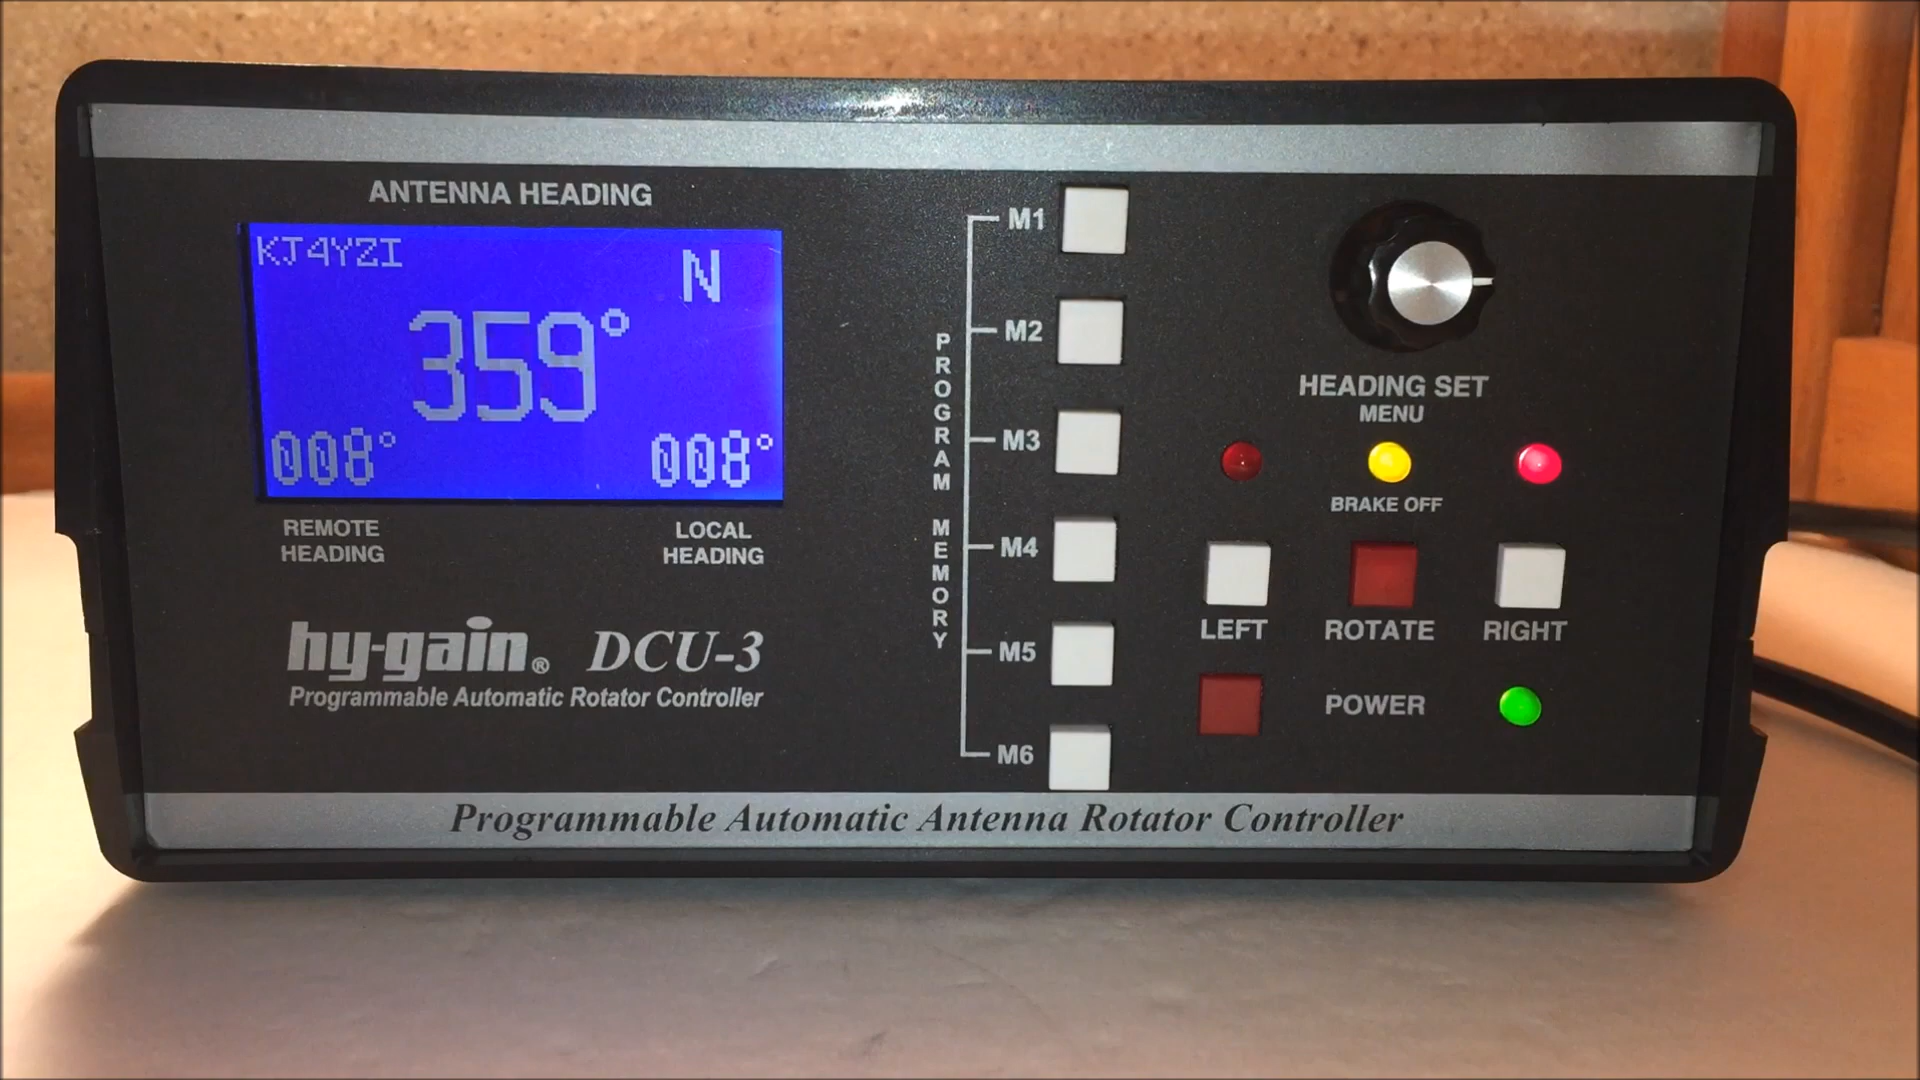 ANTENNA HEADING
KJ4YZI
N
359°
008°
008°
REMOTE
HEADING
LOCAL
HEADING
hy-gain® DCU-3
Programmable Automatic Rotator Controller
PROGRAM MEMORY
M1
M2
M3
M4
M5
M6
HEADING SET
MENU
BRAKE OFF
LEFT
ROTATE
RIGHT
POWER
Programmable Automatic Antenna Rotator Controller